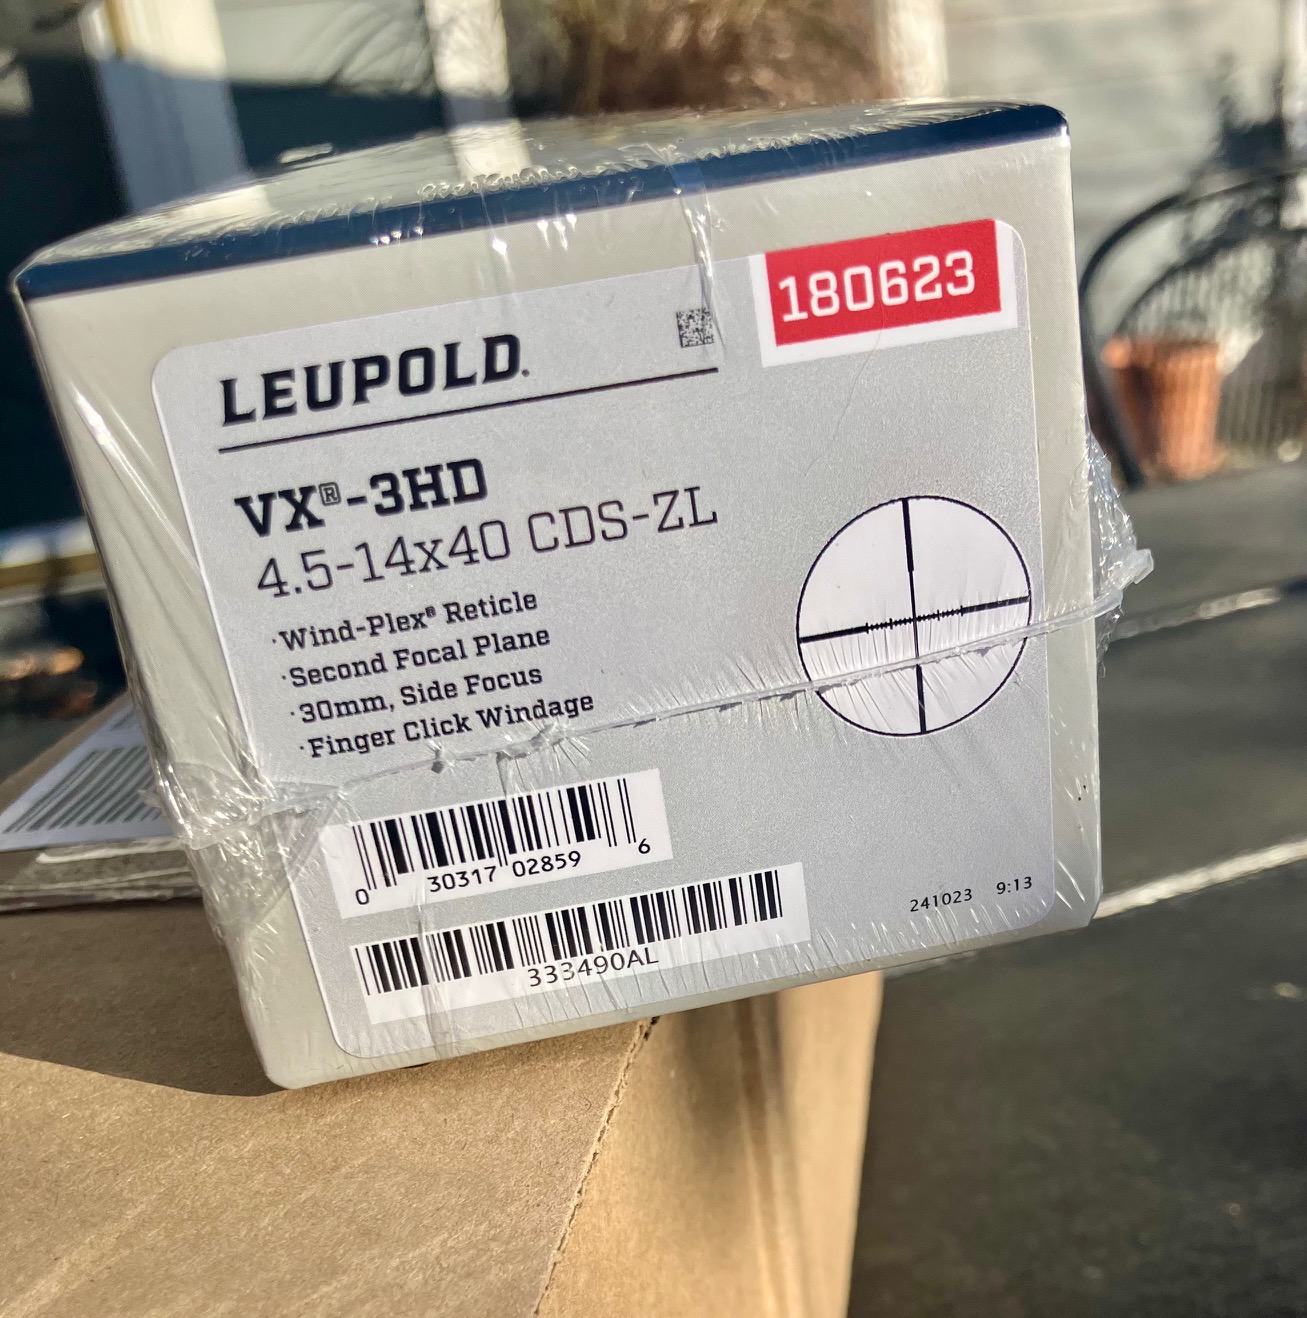 180623
LEUPOLD.
VX®-3HD
4.5-14x40 CDS-ZL
·Wind-Plex® Reticle
·Second Focal Plane
·30mm, Side Focus
·Finger Click Windage
0 30317 02859 6
333490AL
241023 9:13